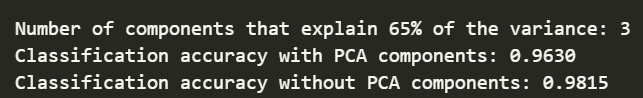 Number of components that explain 65% of the variance: 3
Classification accuracy with PCA components: 0.9630
Classification accuracy without PCA components: 0.9815